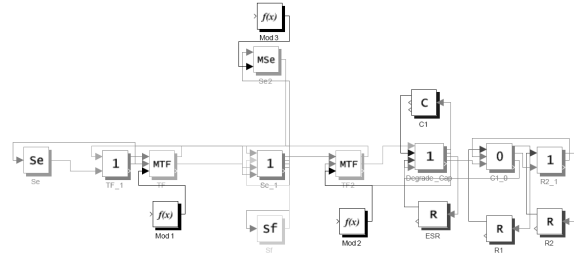 f(x)
Mod 3
MSe
Se2
C
C1
Se
Se
1
TF_1
MTF
TF
1
Se_1
MTF
TF2
1
Degrade_Cap
0
C1_0
1
R2_1
f(x)
Mod 1
Sf
f(x)
Mod 2
R
ESR
R
R1
R
R2